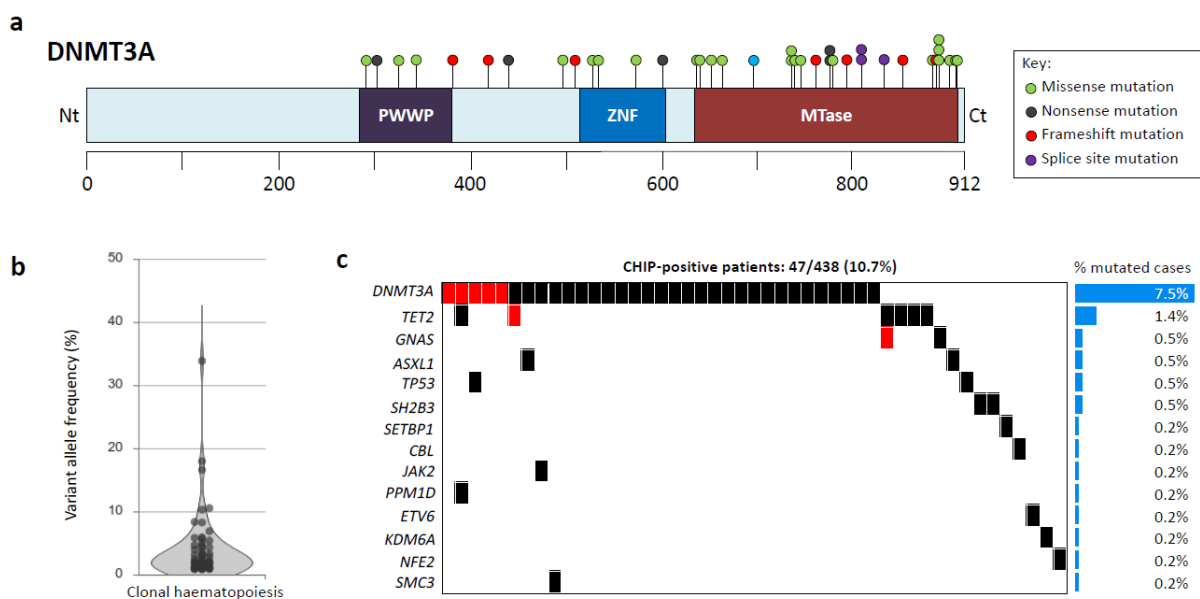 a
DNMT3A
Key:
Missense mutation
Nonsense mutation
Frameshift mutation
Splice site mutation
Nt PWWP ZNF MTase Ct
0 200 400 600 800 912
b
Variant allele frequency (%)
50
40
30
20
10
0
Clonal haematopoiesis
c
CHIP-positive patients: 47/438 (10.7%) % mutated cases
DNMT3A 7.5%
TET2 1.4%
GNAS 0.5%
ASXL1 0.5%
TP53 0.5%
SH2B3 0.5%
SETBP1 0.2%
CBL 0.2%
JAK2 0.2%
PPM1D 0.2%
ETV6 0.2%
KDM6A 0.2%
NFE2 0.2%
SMC3 0.2%